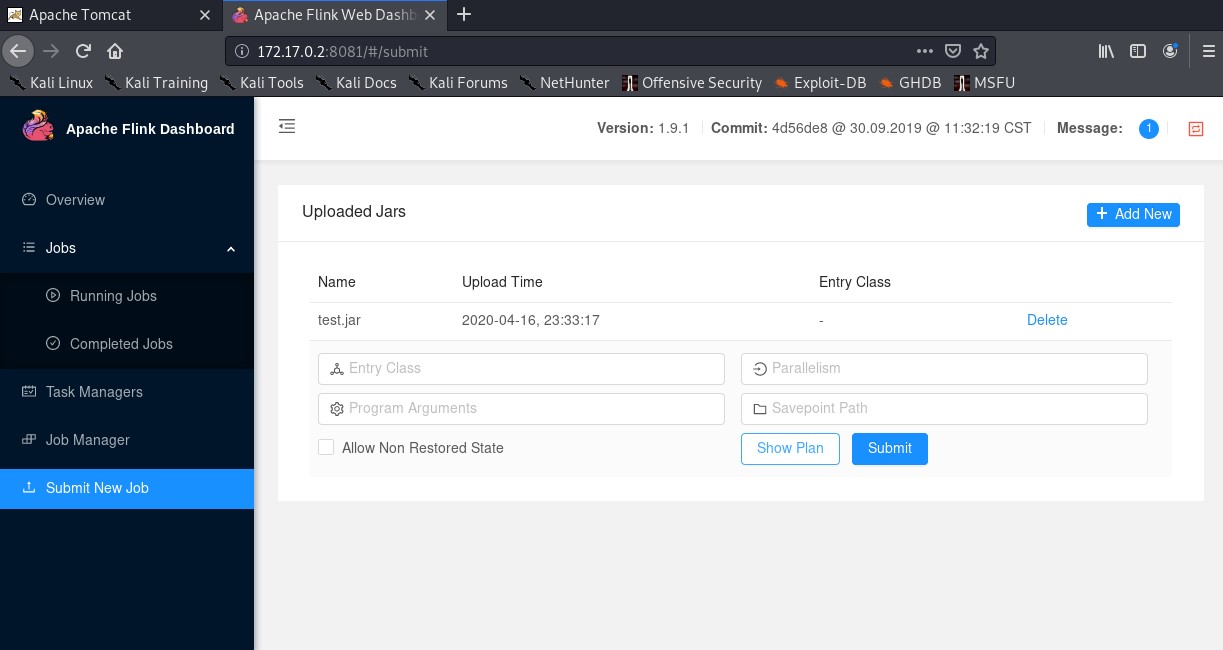 Apache Tomcat
Apache Flink Web Dashb
172.17.0.2:8081/#/submit
Kali Linux Kali Training Kali Tools Kali Docs Kali Forums NetHunter Offensive Security Exploit-DB GHDB MSFU
Apache Flink Dashboard
Version: 1.9.1 Commit: 4d56de8 @ 30.09.2019 @ 11:32:19 CST Message: 1
Overview
Jobs
Running Jobs
Completed Jobs
Task Managers
Job Manager
Submit New Job
Uploaded Jars
+ Add New
Name Upload Time Entry Class
test.jar 2020-04-16, 23:33:17 - Delete
Entry Class Parallelism
Program Arguments Savepoint Path
Allow Non Restored State Show Plan Submit